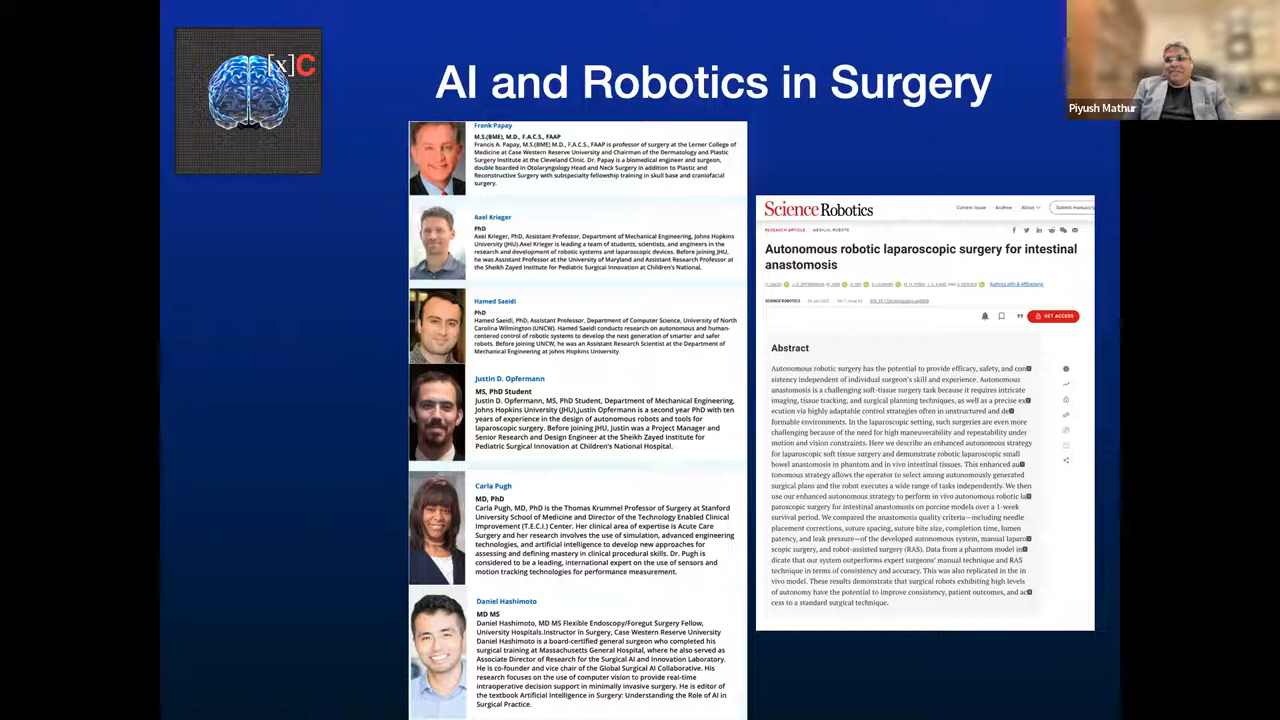 [x]C
AI and Robotics in Surgery
Piyush Mathur
Frank Papay
M.S.(BME), M.D., F.A.C.S., FAAP
Francis A. Papay, M.S.(BME) M.D., F.A.C.S., FAAP is professor of surgery at the Lerner College of
Medicine at Case Western Reserve University and Chairman of the Dermatology and Plastic
Surgery Institute at the Cleveland Clinic. Dr. Papay is a biomedical engineer and surgeon,
double boarded in Otolaryngology Head and Neck Surgery in addition to Plastic and
Reconstructive Surgery with subspecialty fellowship training in skull base and craniofacial
surgery.
Axel Krieger
PhD
Axel Krieger, PhD, Assistant Professor, Department of Mechanical Engineering, Johns Hopkins
University (JHU).Axel Krieger is leading a team of students, scientists, and engineers in the
research and development of robotic systems and laparoscopic devices. Before joining JHU,
he was Assistant Professor at the University of Maryland and Assistant Research Professor at
the Sheikh Zayed Institute for Pediatric Surgical Innovation at Children's National.
Hamed Saeidi
PhD
Hamed Saeidi, PhD, Assistant Professor, Department of Computer Science, University of North
Carolina Wilmington (UNCW). Hamed Saeidi conducts research on autonomous and human-
centered control of robotic systems to develop the next generation of smarter and safer
robots. Before joining UNCW, he was an Assistant Research Scientist at the Department of
Mechanical Engineering at Johns Hopkins University.
Justin D. Opfermann
MS, PhD Student
Justin D. Opfermann, MS, PhD Student, Department of Mechanical Engineering,
Johns Hopkins University (JHU),Justin Opfermann is a second year PhD with ten
years of experience in the design of autonomous robots and tools for
laparoscopic surgery. Before joining JHU, Justin was a Project Manager and
Senior Research and Design Engineer at the Sheikh Zayed Institute for
Pediatric Surgical Innovation at Children's National Hospital.
Carla Pugh
MD, PhD
Carla Pugh, MD, PhD is the Thomas Krummel Professor of Surgery at Stanford
University School of Medicine and Director of the Technology Enabled Clinical
Improvement (T.E.C.I.) Center. Her clinical area of expertise is Acute Care
Surgery and her research involves the use of simulation, advanced engineering
technologies, and artificial intelligence to develop new approaches for
assessing and defining mastery in clinical procedural skills. Dr. Pugh is
considered to be a leading, international expert on the use of sensors and
motion tracking technologies for performance measurement.
Daniel Hashimoto
MD MS
Daniel Hashimoto, MD MS Flexible Endoscopy/Foregut Surgery Fellow,
University Hospitals.Instructor in Surgery, Case Western Reserve University
Daniel Hashimoto is a board-certified general surgeon who completed his
surgical training at Massachusetts General Hospital, where he also served as
Associate Director of Research for the Surgical AI and Innovation Laboratory.
He is co-founder and vice chair of the Global Surgical AI Collaborative. His
research focuses on the use of computer vision to provide real-time
intraoperative decision support in minimally invasive surgery. He is editor of
the textbook Artificial Intelligence in Surgery: Understanding the Role of AI in
Surgical Practice.
Science Robotics
Current Issue Archive About Submit manuscri
RESEARCH ARTICLE MEDICAL ROBOTS
Autonomous robotic laparoscopic surgery for intestinal
anastomosis
Authors Info & Affiliations
SCIENCE ROBOTICS
GET ACCESS
Abstract
Autonomous robotic surgery has the potential to provide efficacy, safety, and con
sistency independent of individual surgeon's skill and experience. Autonomous
anastomosis is a challenging soft-tissue surgery task because it requires intricate
imaging, tissue tracking, and surgical planning techniques, as well as a precise ex
ecution via highly adaptable control strategies often in unstructured and de
formable environments. In the laparoscopic setting, such surgeries are even more
challenging because of the need for high maneuverability and repeatability under
motion and vision constraints. Here we describe an enhanced autonomous strategy
for laparoscopic soft tissue surgery and demonstrate robotic laparoscopic small
bowel anastomosis in phantom and in vivo intestinal tissues. This enhanced au
tonomous strategy allows the operator to select among autonomously generated
surgical plans and the robot executes a wide range of tasks independently. We then
use our enhanced autonomous strategy to perform in vivo autonomous robotic la
paroscopic surgery for intestinal anastomosis on porcine models over a 1-week
survival period. We compared the anastomosis quality criteria—including needle
placement corrections, suture spacing, suture bite size, completion time, lumen
patency, and leak pressure—of the developed autonomous system, manual laparo
scopic surgery, and robot-assisted surgery (RAS). Data from a phantom model in
dicate that our system outperforms expert surgeons' manual technique and RAS
technique in terms of consistency and accuracy. This was also replicated in the in
vivo model. These results demonstrate that surgical robots exhibiting high levels
of autonomy have the potential to improve consistency, patient outcomes, and ac
cess to a standard surgical technique.